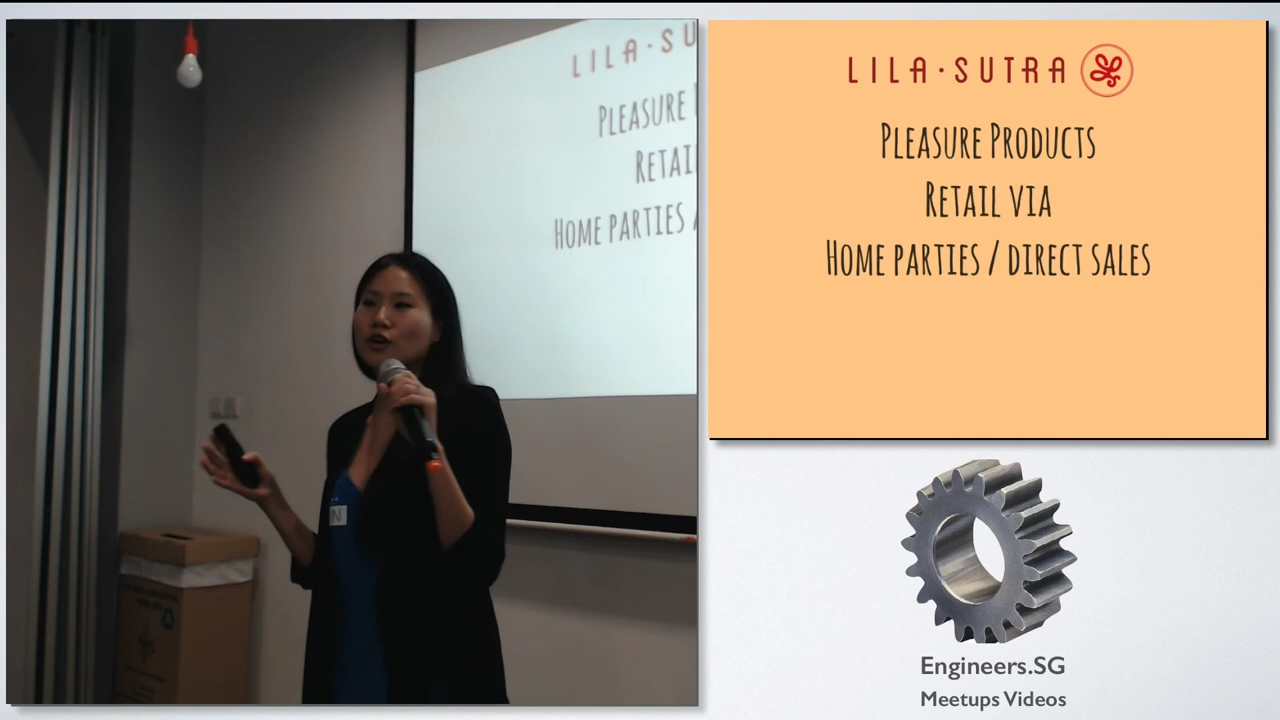 LILA·SU
PLEASURE
RETAI
HOME PARTIES /
N
LILA·SUTRA
PLEASURE PRODUCTS
RETAIL VIA
HOME PARTIES / DIRECT SALES
Engineers.SG
Meetups Videos